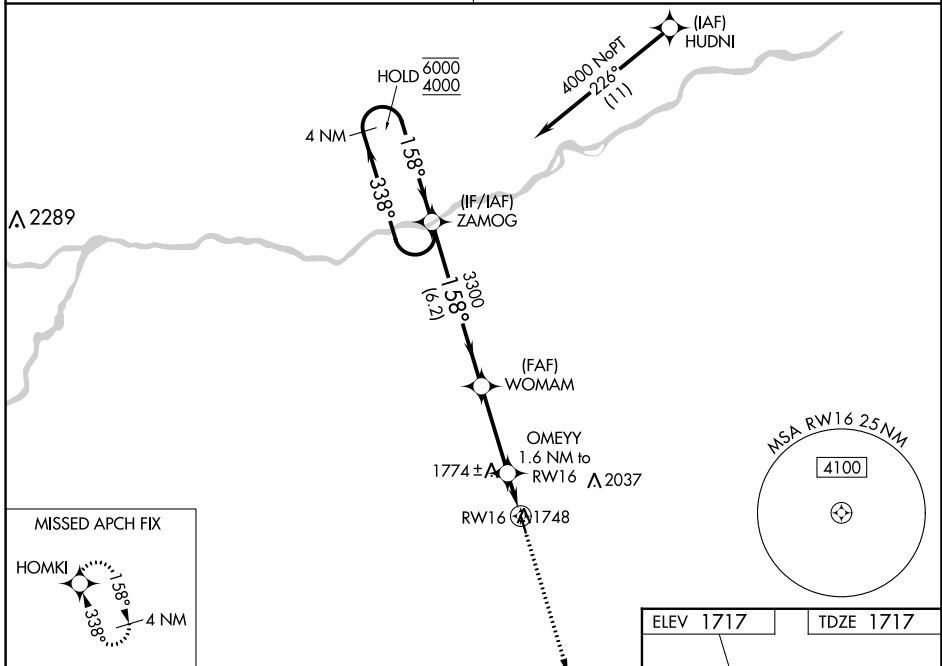 (IAF)
HUDNI
4000 NoPT
226°
(11)
HOLD
6000
4000
4 NM
158°
338°
(IF/IAF)
ZAMOG
2289
3300
158°
(6.2)
(FAF)
WOMAM
OMEYY
1.6 NM to
RW16
1774 ±
2037
RW16
1748
MSA RW16 25 NM
4100
MISSED APCH FIX
HOMKI
158°
338°
4 NM
ELEV 1717
TDZE 1717